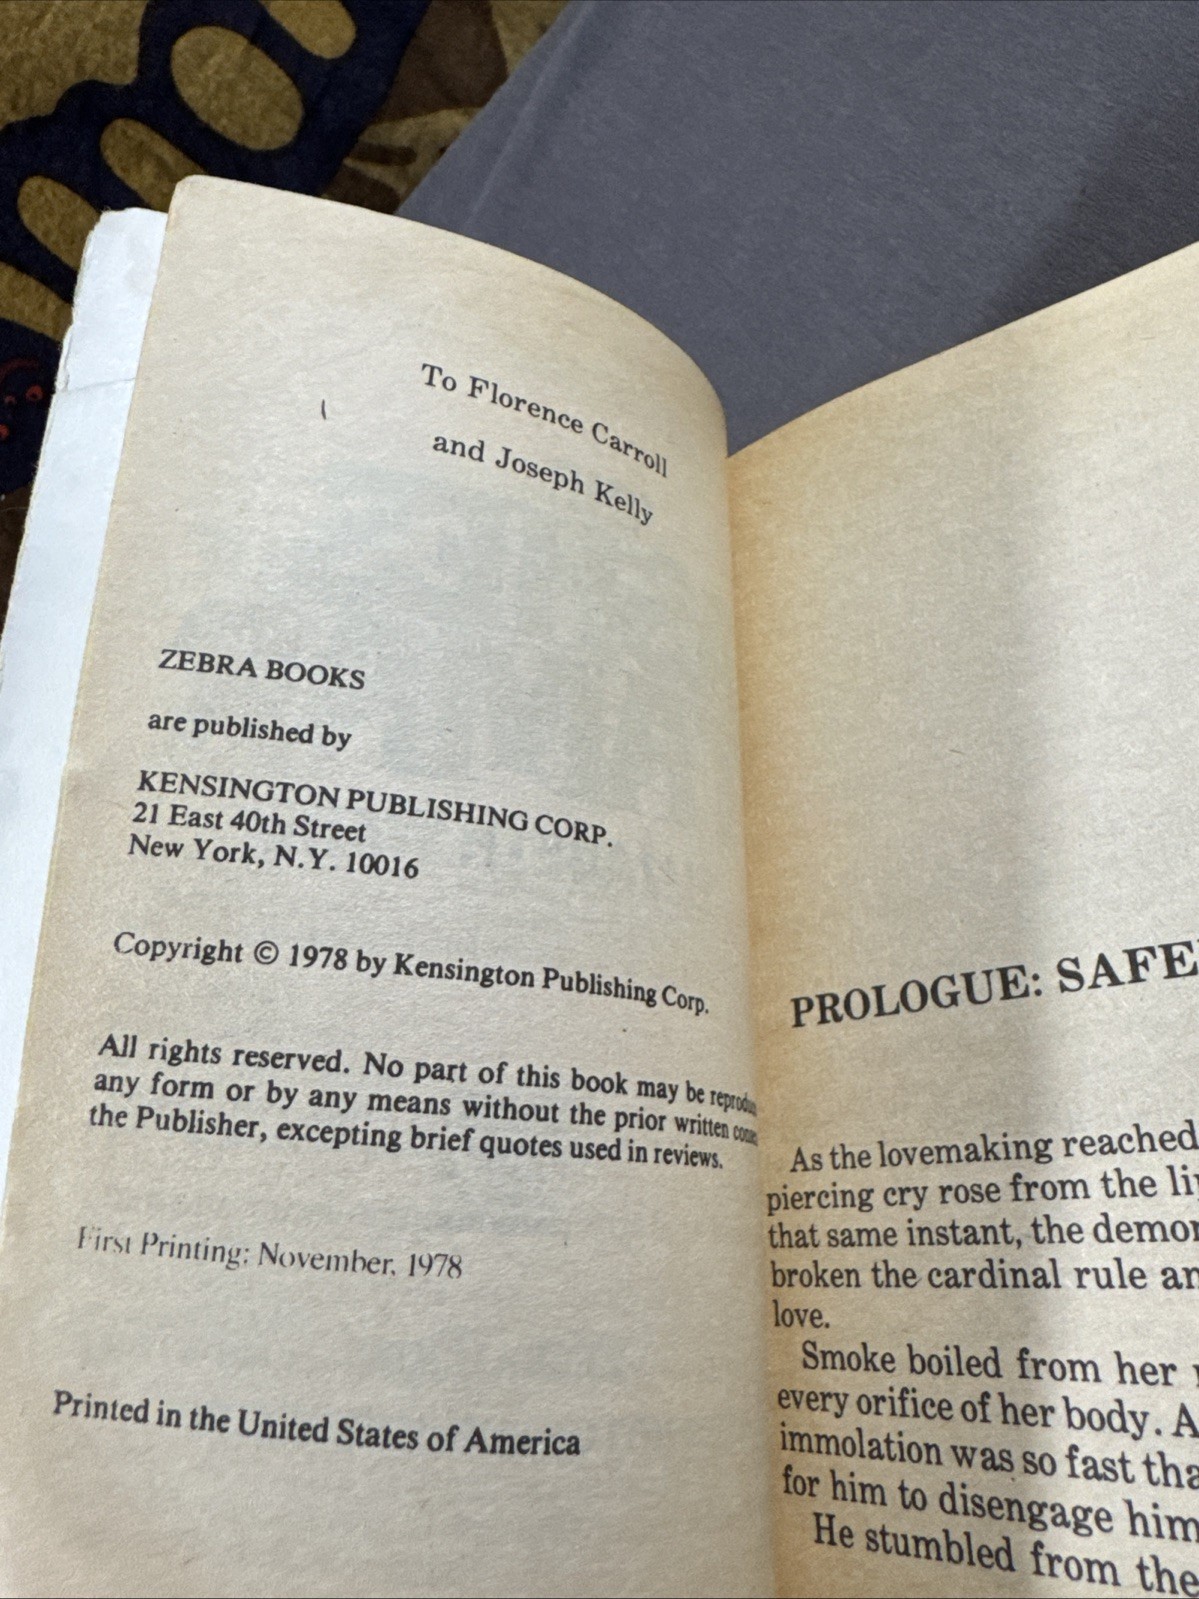 To Florence Carroll
and Joseph Kelly
ZEBRA BOOKS
are published by
KENSINGTON PUBLISHING CORP.
21 East 40th Street
New York, N.Y. 10016
Copyright © 1978 by Kensington Publishing Corp.
All rights reserved. No part of this book may be
any form or by any means without the prior written
the Publisher, excepting brief quotes used in reviews.
First Printing: November, 1978
Printed in the United States of America
PROLOGUE: SAFE
As the lovemaking reached
piercing cry rose from the
that same instant, the
broken the cardinal rule
love.
Smoke boiled from her
every orifice of her body. A
immolation was so fast
for him to disengage him
He stumbled from the